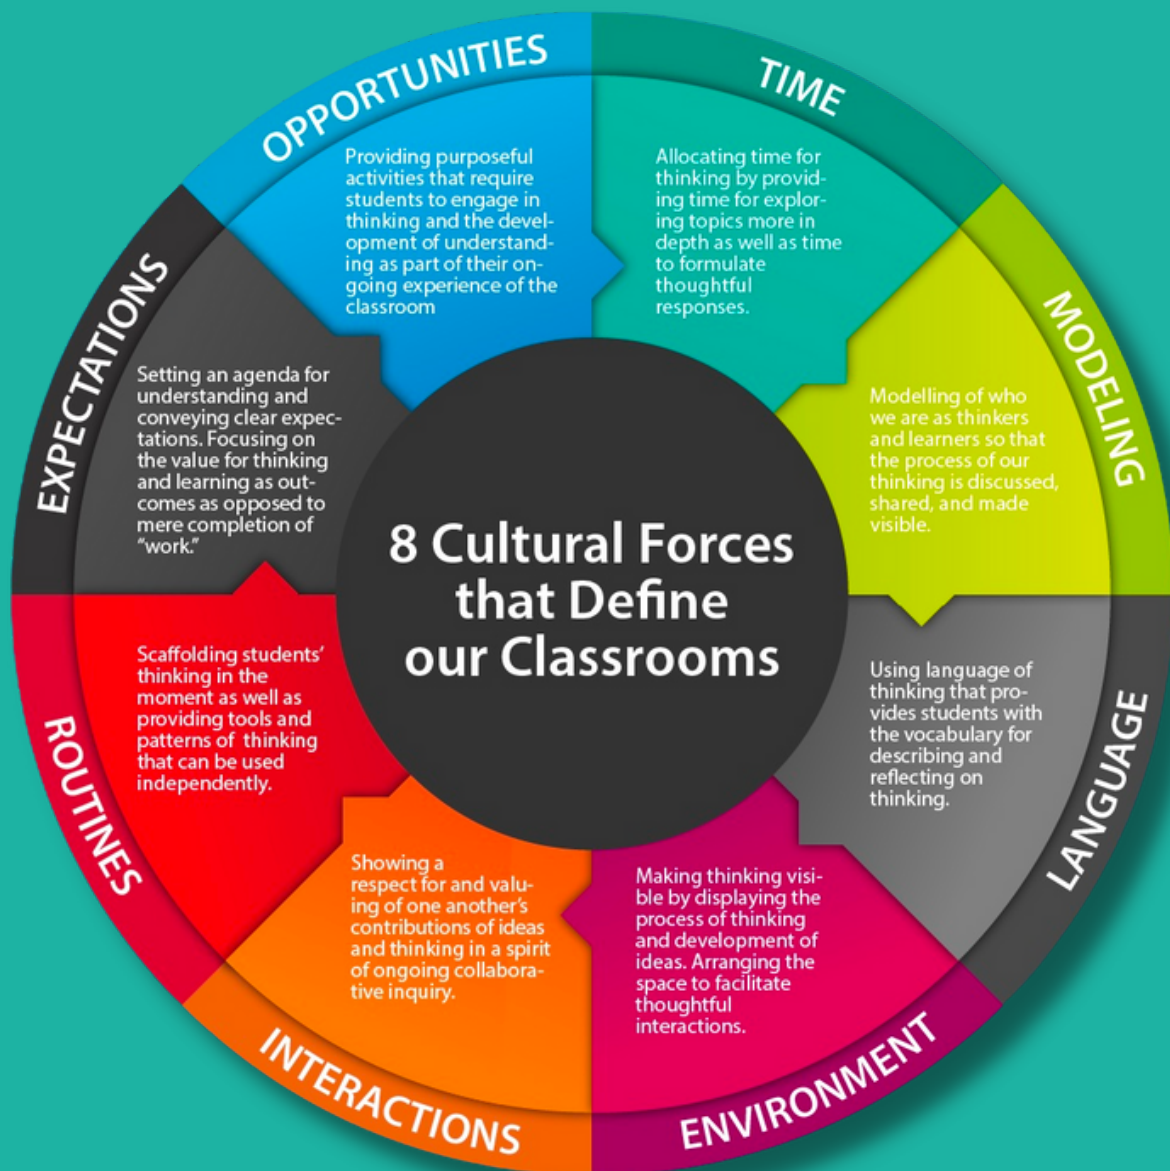 8 Cultural Forces
that Define
our Classrooms
OPPORTUNITIES
Providing purposeful
activities that require
students to engage in
thinking and the devel-
opment of understand-
ing as part of their on-
going experience of the
classroom
TIME
Allocating time for
thinking by provid-
ing time for explor-
ing topics more in
depth as well as time
to formulate
thoughtful
responses.
MODELING
Modelling of who
we are as thinkers
and learners so that
the process of our
thinking is discussed,
shared, and made
visible.
LANGUAGE
Using language of
thinking that pro-
vides students with
the vocabulary for
describing and
reflecting on
thinking.
ENVIRONMENT
Making thinking visi-
ble by displaying the
process of thinking
and development of
ideas. Arranging the
space to facilitate
thoughtful
interactions.
INTERACTIONS
Showing a
respect for and valu-
ing of one another's
contributions of ideas
and thinking in a spirit
of ongoing collabora-
tive inquiry.
ROUTINES
Scaffolding students'
thinking in the
moment as well as
providing tools and
patterns of thinking
that can be used
independently.
EXPECTATIONS
Setting an agenda for
understanding and
conveying clear expec-
tations. Focusing on
the value for thinking
and learning as out-
comes as opposed to
mere completion of
"work."